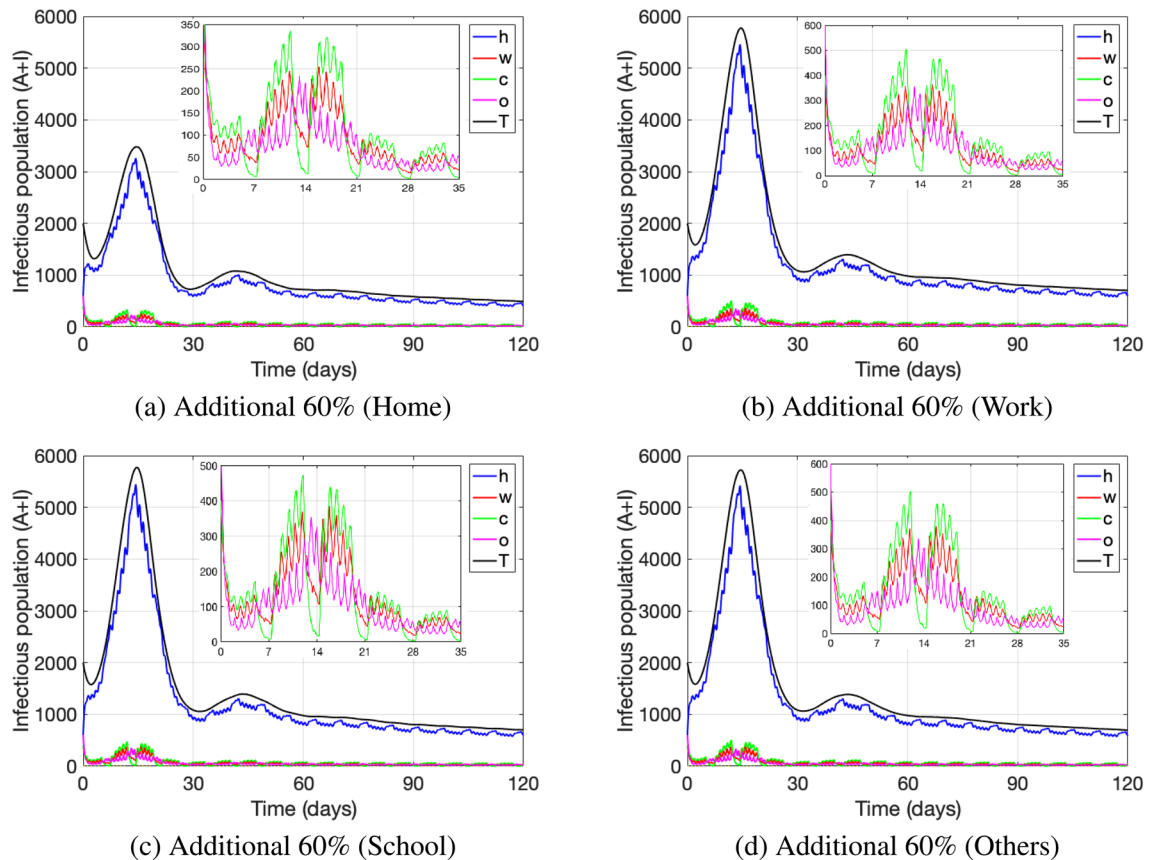 6000
5000
4000
3000
2000
1000
0
Infectious population (A+I)
350
300
250
200
150
100
50
0
0 7 14 21 28 35
h
w
c
o
T
0 30 60 90 120
Time (days)
(a) Additional 60% (Home)
6000
5000
4000
3000
2000
1000
0
Infectious population (A+I)
600
500
400
300
200
100
0
0 7 14 21 28 35
h
w
c
o
T
0 30 60 90 120
Time (days)
(b) Additional 60% (Work)
6000
5000
4000
3000
2000
1000
0
Infectious population (A+I)
500
400
300
200
100
0
0 7 14 21 28 35
h
w
c
o
T
0 30 60 90 120
Time (days)
(c) Additional 60% (School)
6000
5000
4000
3000
2000
1000
0
Infectious population (A+I)
600
500
400
300
200
100
0
0 7 14 21 28 35
h
w
c
o
T
0 30 60 90 120
Time (days)
(d) Additional 60% (Others)